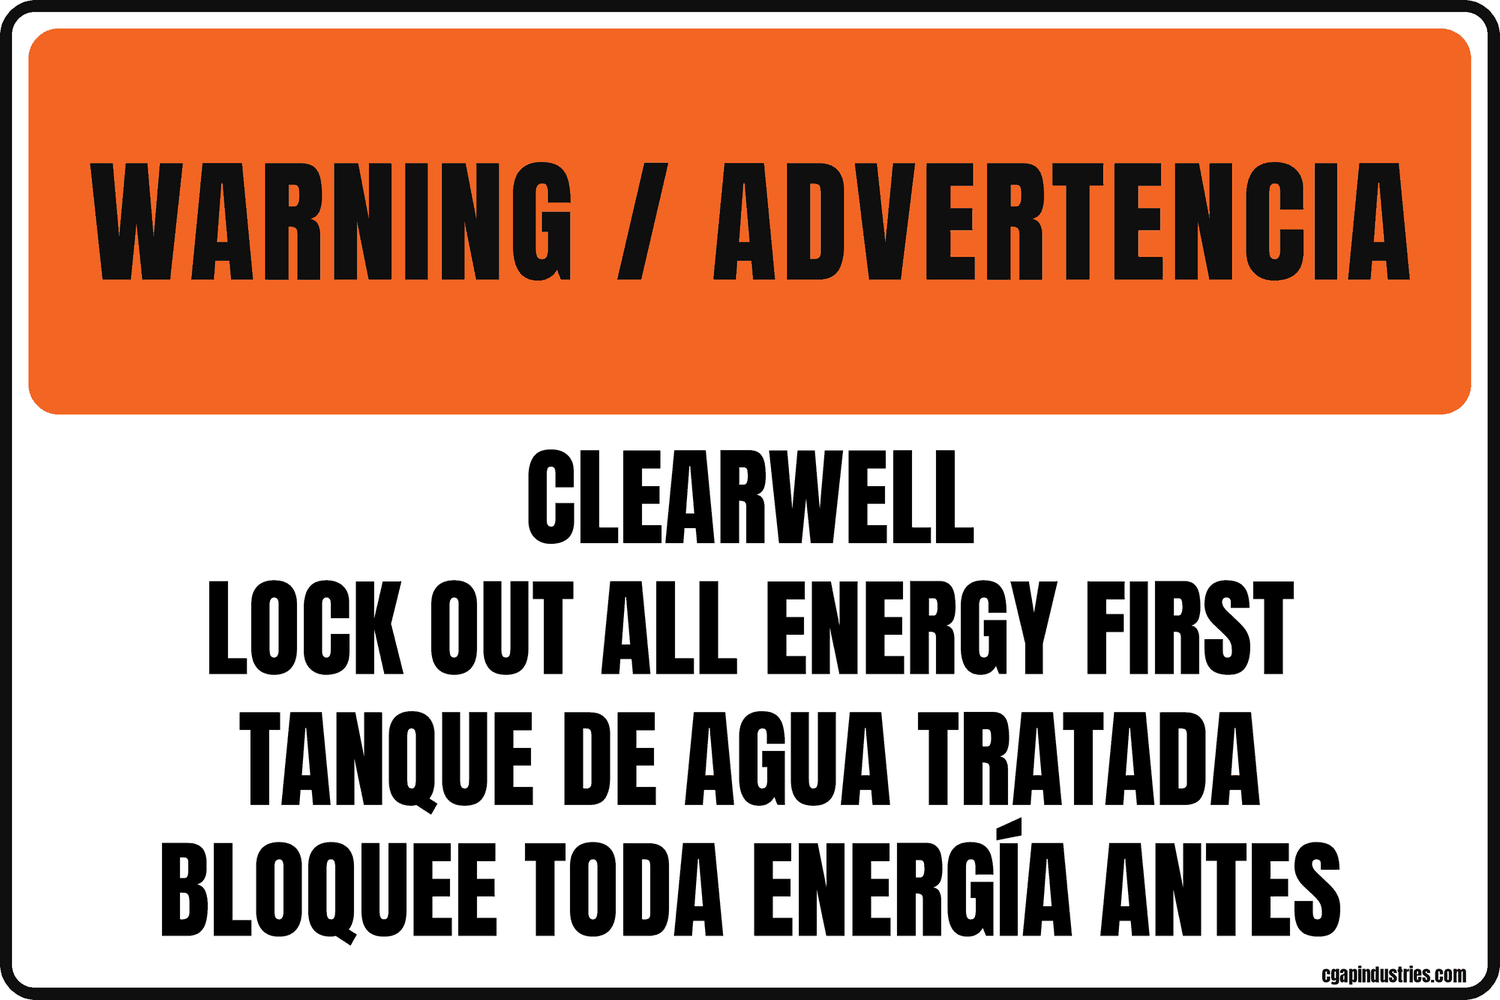 WARNING / ADVERTENCIA
CLEARWELL
LOCK OUT ALL ENERGY FIRST
TANQUE DE AGUA TRATADA
BLOQUEE TODA ENERGÍA ANTES
cgapindustries.com